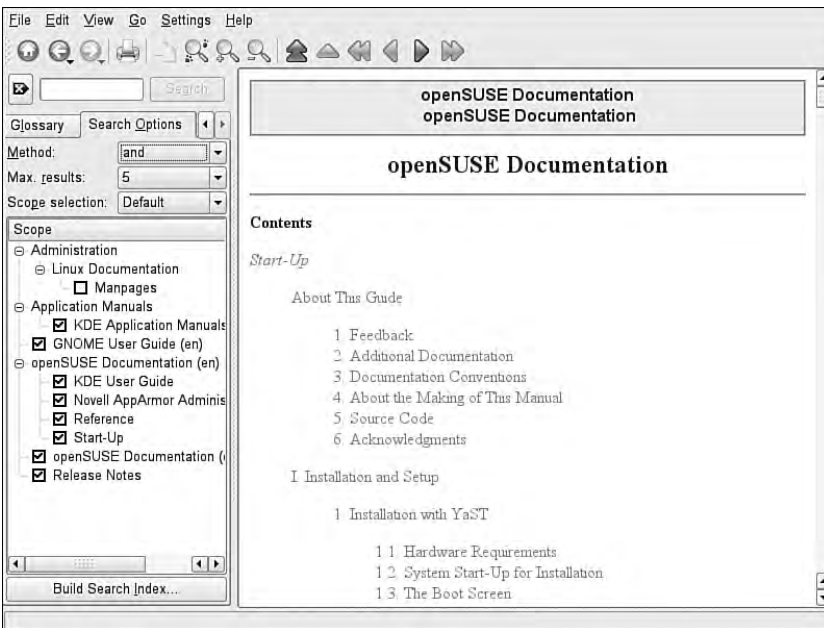 File Edit View Go Settings Help
Search
Glossary Search Options
Method: and
Max. results: 5
Scope selection: Default
Scope
Administration
Linux Documentation
Manpages
Application Manuals
KDE Application Manuals
GNOME User Guide (en)
openSUSE Documentation (en)
KDE User Guide
Novell AppArmor Adminis
Reference
Start-Up
openSUSE Documentation (
Release Notes
Build Search Index...
openSUSE Documentation
openSUSE Documentation
openSUSE Documentation
Contents
Start-Up
About This Guide
1 Feedback
2 Additional Documentation
3 Documentation Conventions
4 About the Making of This Manual
5 Source Code
6 Acknowledgments
I Installation and Setup
1 Installation with YaST
1 1 Hardware Requirements
1 2 System Start-Up for Installation
1 3 The Boot Screen